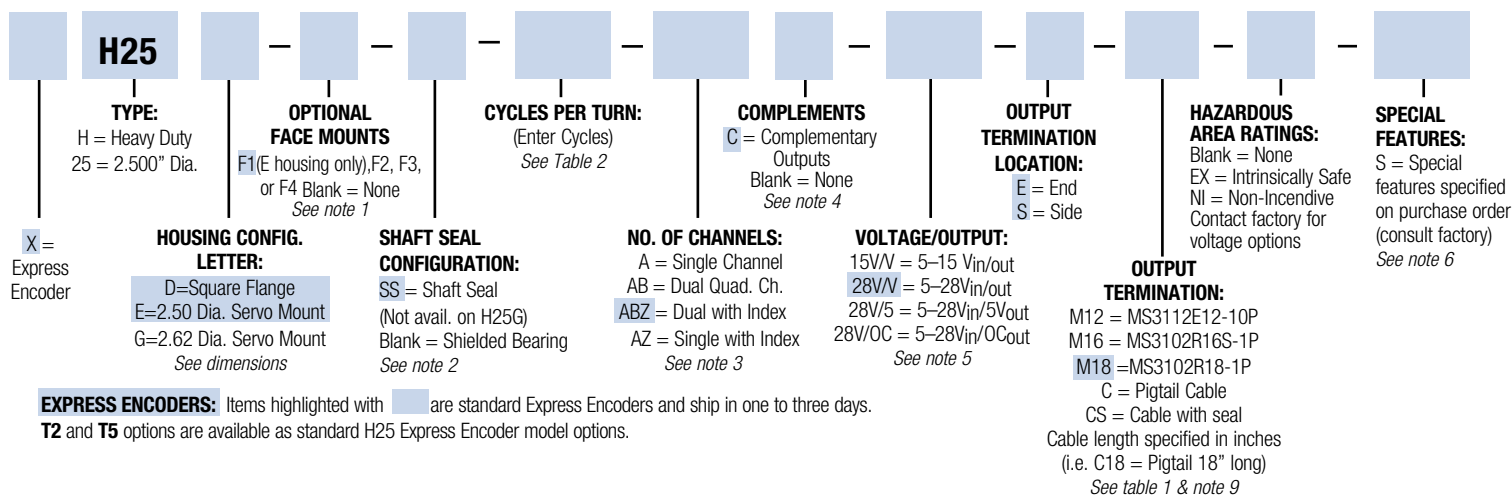 H25 – – – – – – – – – –
TYPE:
H = Heavy Duty
25 = 2.500" Dia.
OPTIONAL
FACE MOUNTS
F1(E housing only),F2, F3,
or F4 Blank = None
See note 1
CYCLES PER TURN:
(Enter Cycles)
See Table 2
COMPLEMENTS
C = Complementary
Outputs
Blank = None
See note 4
OUTPUT
TERMINATION
LOCATION:
E = End
S = Side
HAZARDOUS
AREA RATINGS:
Blank = None
EX = Intrinsically Safe
NI = Non-Incendive
Contact factory for
voltage options
SPECIAL
FEATURES:
S = Special
features specified
on purchase order
(consult factory)
See note 6
X =
Express
Encoder
HOUSING CONFIG.
LETTER:
D=Square Flange
E=2.50 Dia. Servo Mount
G=2.62 Dia. Servo Mount
See dimensions
SHAFT SEAL
CONFIGURATION:
SS = Shaft Seal
(Not avail. on H25G)
Blank = Shielded Bearing
See note 2
NO. OF CHANNELS:
A = Single Channel
AB = Dual Quad. Ch.
ABZ = Dual with Index
AZ = Single with Index
See note 3
VOLTAGE/OUTPUT:
15V/V = 5–15 Vin/out
28V/V = 5–28Vin/out
28V/5 = 5–28Vin/5Vout
28V/OC = 5–28Vin/OCout
See note 5
OUTPUT
TERMINATION:
M12 = MS3112E12-10P
M16 = MS3102R16S-1P
M18 =MS3102R18-1P
C = Pigtail Cable
CS = Cable with seal
Cable length specified in inches
(i.e. C18 = Pigtail 18" long)
See table 1 & note 9
EXPRESS ENCODERS: Items highlighted with are standard Express Encoders and ship in one to three days.
T2 and T5 options are available as standard H25 Express Encoder model options.